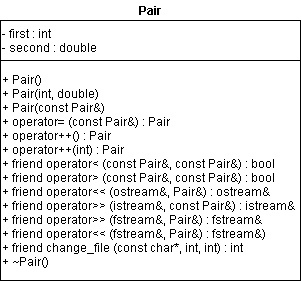 Pair
- first : int
- second : double
+ Pair()
+ Pair(int, double)
+ Pair(const Pair&)
+ operator= (const Pair&) : Pair
+ operator++() : Pair
+ operator++(int) : Pair
+ friend operator< (const Pair&, const Pair&) : bool
+ friend operator> (const Pair&, const Pair&) : bool
+ friend operator<< (ostream&, Pair&) : ostream&
+ friend operator>> (istream&, const Pair&) : istream&
+ friend operator>> (fstream&, Pair&) : fstream&
+ friend operator<< (fstream&, Pair&) : fstream&)
+ friend change_file (const char*, int, int) : int
+ ~Pair()